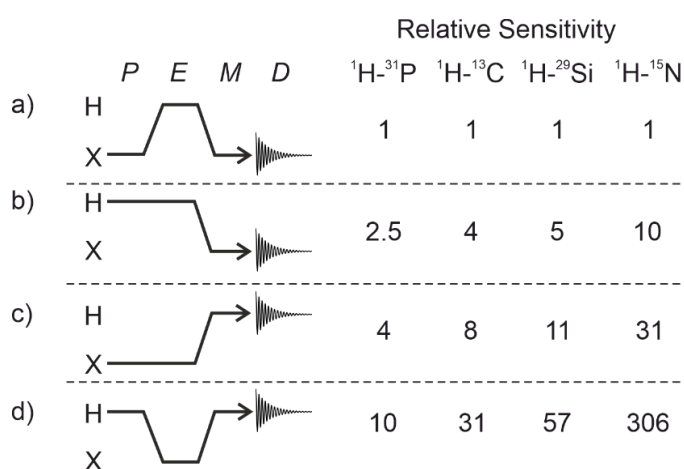 Relative Sensitivity
P E M D ¹H-³¹P ¹H-¹³C ¹H-²⁹Si ¹H-¹⁵N
a) H
X
1 1 1 1
b) H
X
2.5 4 5 10
c) H
X
4 8 11 31
d) H
X
10 31 57 306